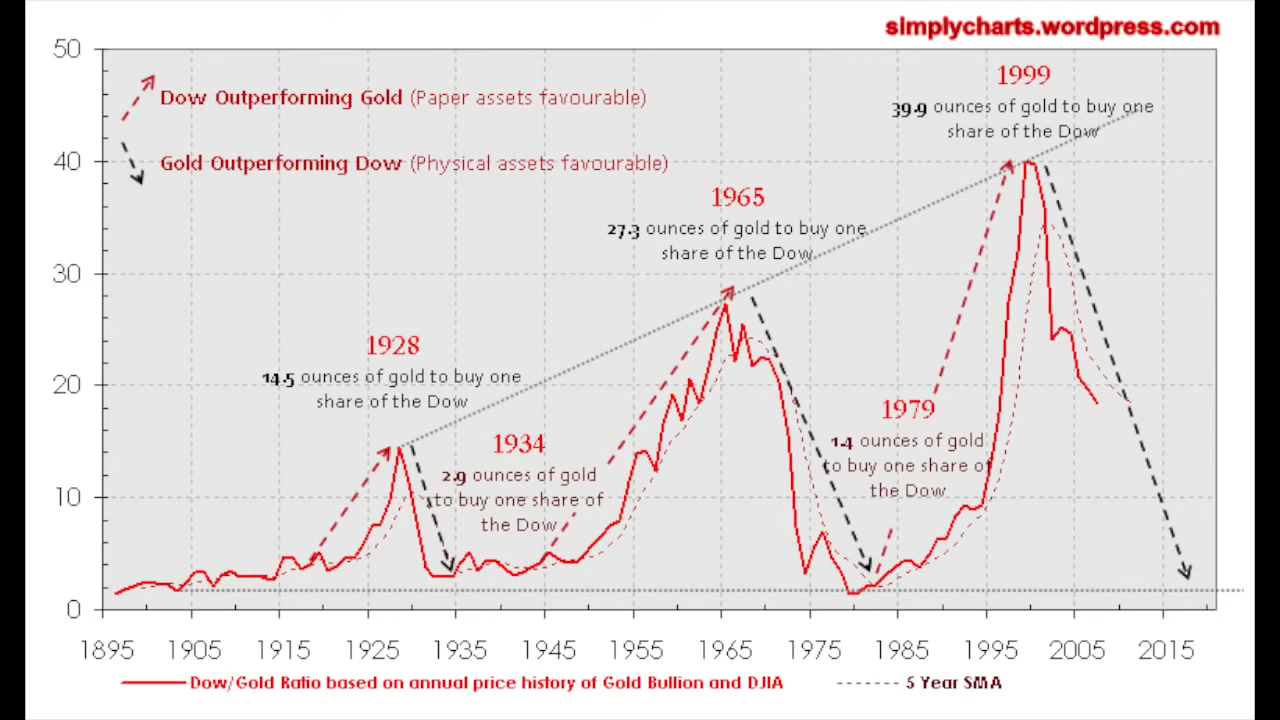 simplycharts.wordpress.com
50
40
30
20
10
0
Dow Outperforming Gold (Paper assets favourable)
Gold Outperforming Dow (Physical assets favourable)
1928
14.5 ounces of gold to buy one
share of the Dow
1934
2.9 ounces of gold
to buy one share of
the Dow
1965
27.3 ounces of gold to buy one
share of the Dow
1979
1.4 ounces of gold
to buy one share of
the Dow
1999
39.9 ounces of gold to buy one
share of the Dow
1895 1905 1915 1925 1935 1945 1955 1965 1975 1985 1995 2005 2015
Dow/Gold Ratio based on annual price history of Gold Bullion and DJIA
5 Year SMA